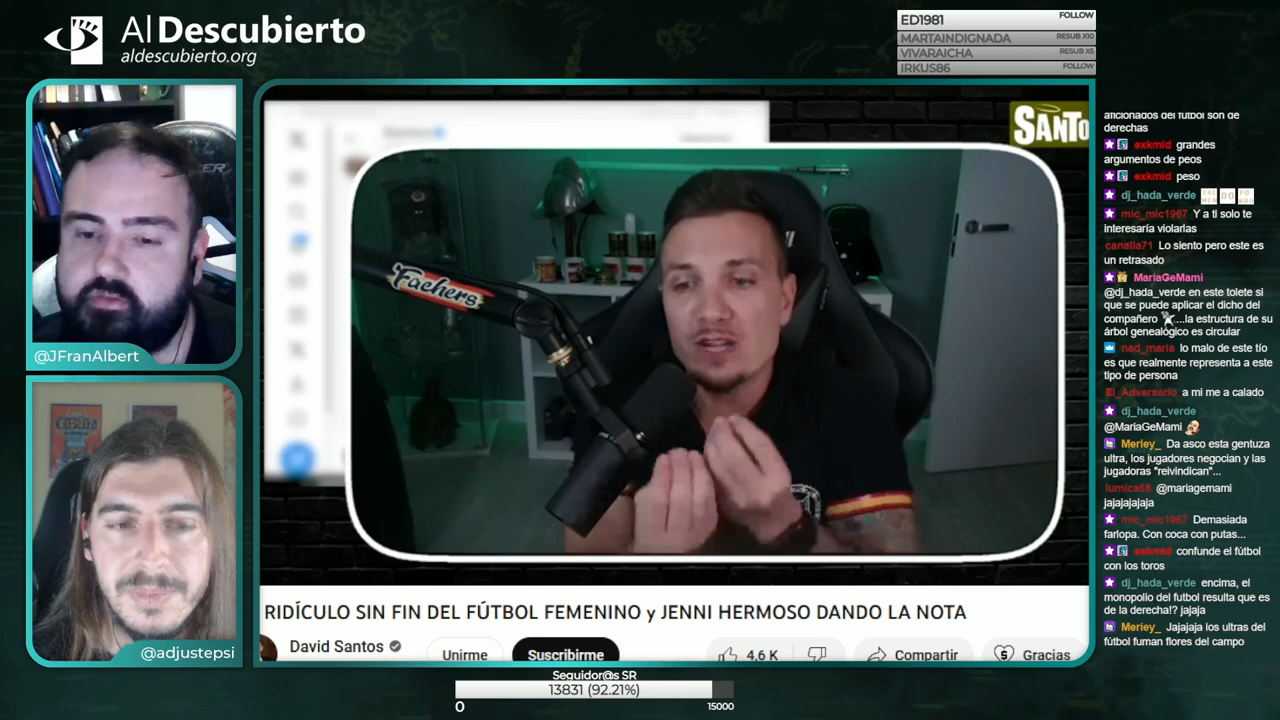 Al Descubierto
aldescubierto.org
ED1981 FOLLOW
MARTAINDIGNADA RESUB X10
VIVARAICHA RESUB X5
IRKUS86 FOLLOW
@JFranAlbert
@adjustepsi
SANTO
Fachers
RIDÍCULO SIN FIN DEL FÚTBOL FEMENINO y JENNI HERMOSO DANDO LA NOTA
David Santos
Unirme
Suscribirme
4,6 K
Compartir
Gracias
Seguidor@s SR
13831 (92.21%)
0
15000
aficionados del fútbol son de
derechas
exkmid grandes
argumentos de peos
exkmid peso
dj_hada_verde
mic_mic1967 Y a ti solo te
interesaría violarlas
canalla71 Lo siento pero este es
un retrasado
MariaGeMami
@dj_hada_verde en este tolete si
que se puede aplicar el dicho del
compañero ...la estructura de su
árbol genealógico es circular
nad_maria lo malo de este tío
es que realmente representa a este
tipo de persona
El_Adversario a mi me a calado
dj_hada_verde
@MariaGeMami
Merley_ Da asco esta gentuza
ultra, los jugadores negocian y las
jugadoras "reivindican"...
lumica68 @mariagemami
jajajajajaja
mic_mic1967 Demasiada
farlopa. Con coca con putas...
exkmid confunde el fútbol
con los toros
dj_hada_verde encima, el
monopolio del futbol resulta que es
de la derecha!? jajaja
Merley_ Jajajaja los ultras del
fútbol fuman flores del campo